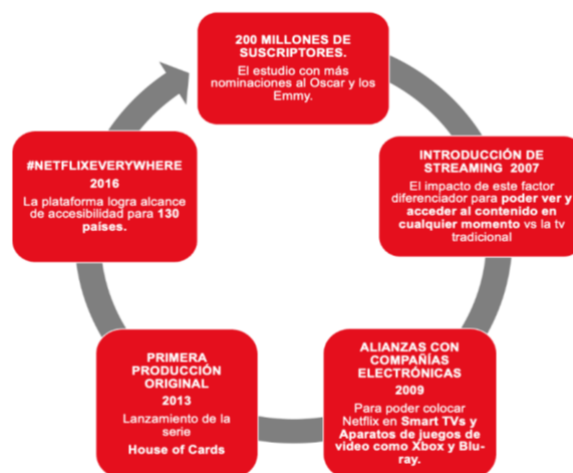 200 MILLONES DE
SUSCRIPTORES.
El estudio con más
nominaciones al Oscar y los
Emmy.
INTRODUCCIÓN DE
STREAMING 2007
El impacto de este factor
diferenciador para poder ver y
acceder al contenido en
cualquier momento vs la tv
tradicional
ALIANZAS CON
COMPAÑÍAS
ELECTRÓNICAS
2009
Para poder colocar
Netflix en Smart TVs y
Aparatos de juegos de
video como Xbox y Blu-
ray.
PRIMERA
PRODUCCIÓN
ORIGINAL
2013
Lanzamiento de la
serie
House of Cards
#NETFLIXEVERYWHERE
2016
La plataforma logra alcance
de accesibilidad para 130
países.